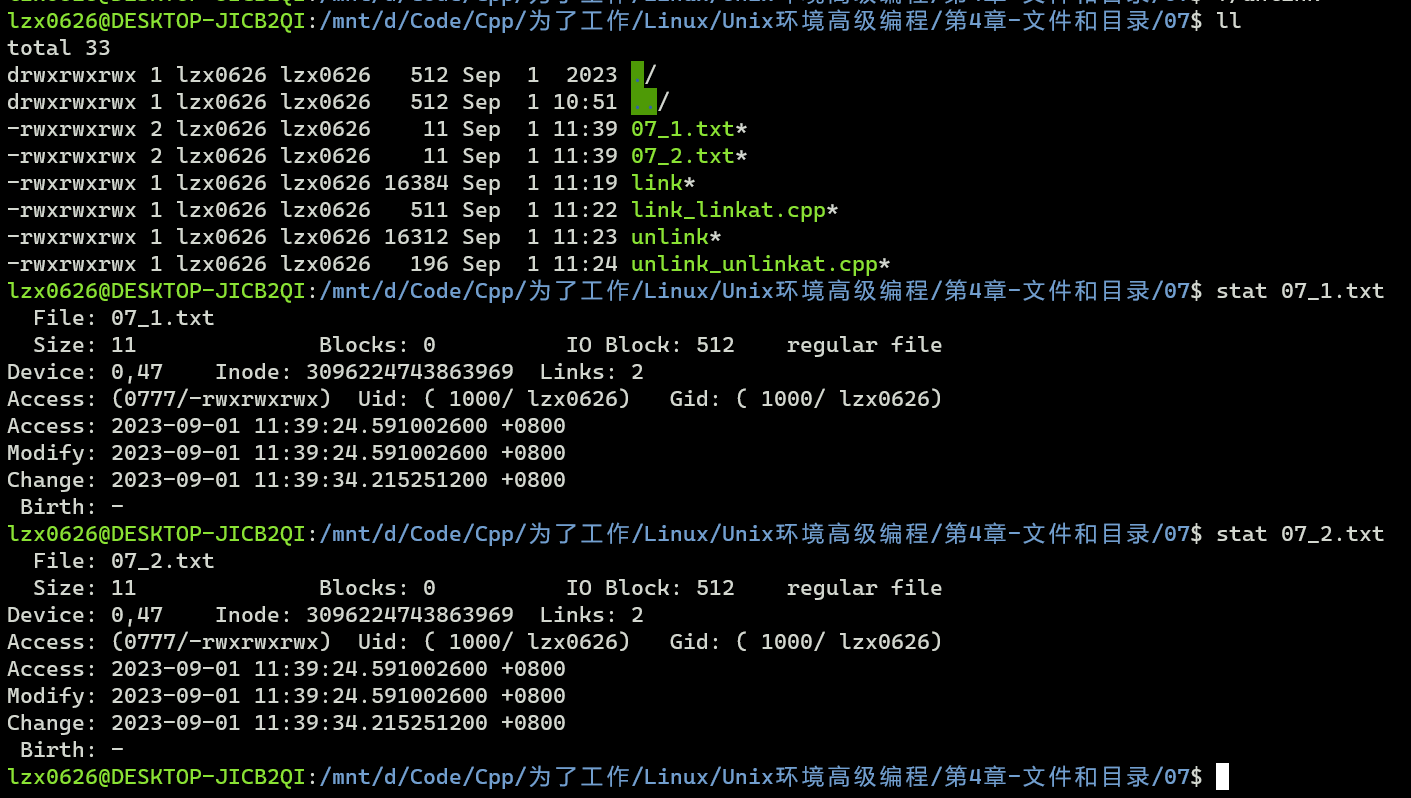 lzx0626@DESKTOP-JICB2QI:/mnt/d/Code/Cpp/为了工作/Linux/Unix环境高级编程/第4章-文件和目录/07$ ll
total 33
drwxrwxrwx 1 lzx0626 lzx0626   512 Sep  1  2023 ./
drwxrwxrwx 1 lzx0626 lzx0626   512 Sep  1 10:51 ../
-rwxrwxrwx 2 lzx0626 lzx0626    11 Sep  1 11:39 07_1.txt*
-rwxrwxrwx 2 lzx0626 lzx0626    11 Sep  1 11:39 07_2.txt*
-rwxrwxrwx 1 lzx0626 lzx0626 16384 Sep  1 11:19 link*
-rwxrwxrwx 1 lzx0626 lzx0626   511 Sep  1 11:22 link_linkat.cpp*
-rwxrwxrwx 1 lzx0626 lzx0626 16312 Sep  1 11:23 unlink*
-rwxrwxrwx 1 lzx0626 lzx0626   196 Sep  1 11:24 unlink_unlinkat.cpp*
lzx0626@DESKTOP-JICB2QI:/mnt/d/Code/Cpp/为了工作/Linux/Unix环境高级编程/第4章-文件和目录/07$ stat 07_1.txt
  File: 07_1.txt
  Size: 11              Blocks: 0          IO Block: 512    regular file
Device: 0,47    Inode: 3096224743863969  Links: 2
Access: (0777/-rwxrwxrwx)  Uid: ( 1000/ lzx0626)   Gid: ( 1000/ lzx0626)
Access: 2023-09-01 11:39:24.591002600 +0800
Modify: 2023-09-01 11:39:24.591002600 +0800
Change: 2023-09-01 11:39:34.215251200 +0800
 Birth: -
lzx0626@DESKTOP-JICB2QI:/mnt/d/Code/Cpp/为了工作/Linux/Unix环境高级编程/第4章-文件和目录/07$ stat 07_2.txt
  File: 07_2.txt
  Size: 11              Blocks: 0          IO Block: 512    regular file
Device: 0,47    Inode: 3096224743863969  Links: 2
Access: (0777/-rwxrwxrwx)  Uid: ( 1000/ lzx0626)   Gid: ( 1000/ lzx0626)
Access: 2023-09-01 11:39:24.591002600 +0800
Modify: 2023-09-01 11:39:24.591002600 +0800
Change: 2023-09-01 11:39:34.215251200 +0800
 Birth: -
lzx0626@DESKTOP-JICB2QI:/mnt/d/Code/Cpp/为了工作/Linux/Unix环境高级编程/第4章-文件和目录/07$